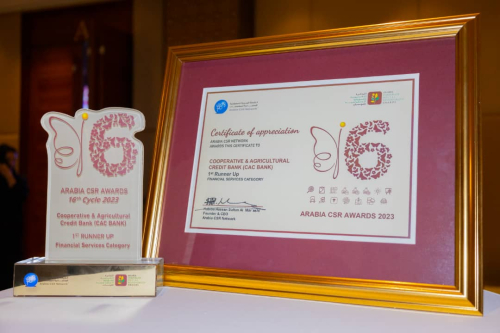 16
ARABIA CSR AWARDS
16th Cycle 2023
Cooperative & Agricultural
Credit Bank (CAC BANK)
1ST RUNNER UP
Financial Services Category
Certificate of appreciation
ARABIA CSR NETWORK
AWARDS THIS CERTIFICATE TO
COOPERATIVE & AGRICULTURAL
CREDIT BANK (CAC BANK)
1st Runner Up
FINANCIAL SERVICES CATEGORY
Founder & CEO
Arabia CSR Network
16
ARABIA CSR AWARDS 2023